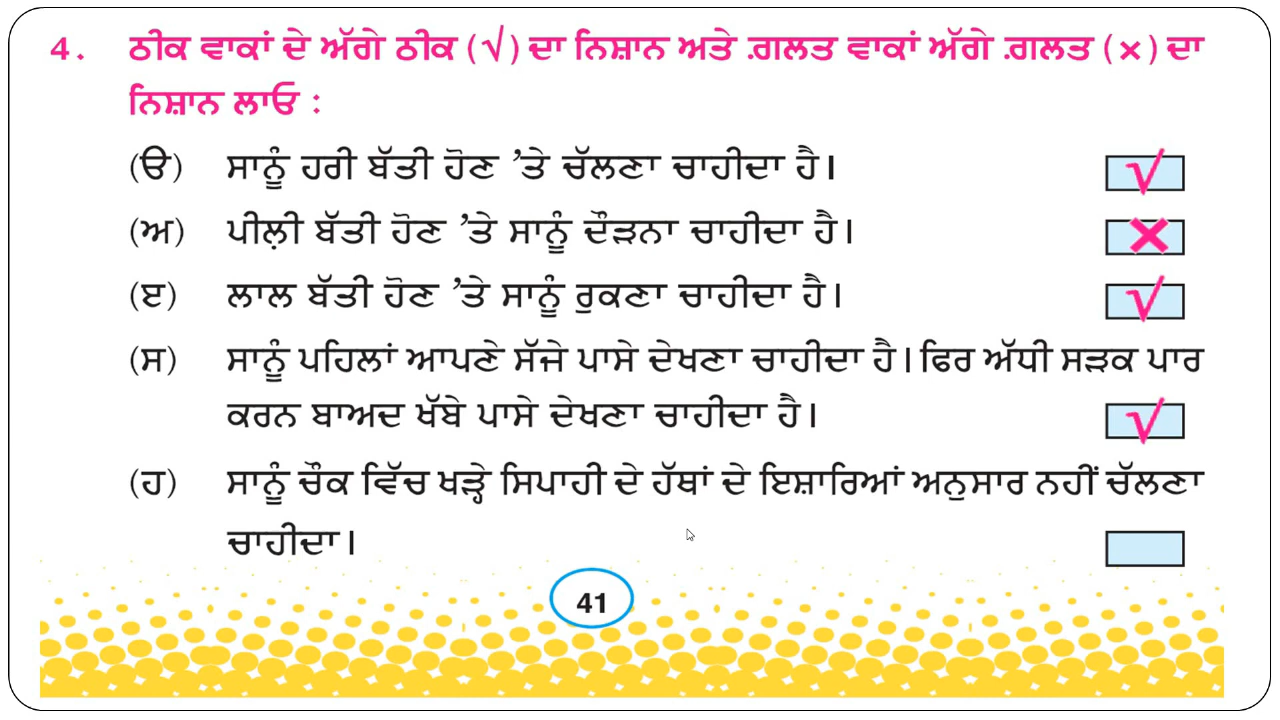 4. ਠੀਕ ਵਾਕਾਂ ਦੇ ਅੱਗੇ ਠੀਕ (√) ਦਾ ਨਿਸ਼ਾਨ ਅਤੇ ਗ਼ਲਤ ਵਾਕਾਂ ਅੱਗੇ ਗ਼ਲਤ (×) ਦਾ
ਨਿਸ਼ਾਨ ਲਾਓ :
(ੳ) ਸਾਨੂੰ ਹਰੀ ਬੱਤੀ ਹੋਣ ’ਤੇ ਚੱਲਣਾ ਚਾਹੀਦਾ ਹੈ। √
(ਅ) ਪੀਲ਼ੀ ਬੱਤੀ ਹੋਣ ’ਤੇ ਸਾਨੂੰ ਦੌੜਨਾ ਚਾਹੀਦਾ ਹੈ। ×
(ੲ) ਲਾਲ ਬੱਤੀ ਹੋਣ ’ਤੇ ਸਾਨੂੰ ਰੁਕਣਾ ਚਾਹੀਦਾ ਹੈ। √
(ਸ) ਸਾਨੂੰ ਪਹਿਲਾਂ ਆਪਣੇ ਸੱਜੇ ਪਾਸੇ ਦੇਖਣਾ ਚਾਹੀਦਾ ਹੈ। ਫਿਰ ਅੱਧੀ ਸੜਕ ਪਾਰ
ਕਰਨ ਬਾਅਦ ਖੱਬੇ ਪਾਸੇ ਦੇਖਣਾ ਚਾਹੀਦਾ ਹੈ। √
(ਹ) ਸਾਨੂੰ ਚੌਕ ਵਿੱਚ ਖੜ੍ਹੇ ਸਿਪਾਹੀ ਦੇ ਹੱਥਾਂ ਦੇ ਇਸ਼ਾਰਿਆਂ ਅਨੁਸਾਰ ਨਹੀਂ ਚੱਲਣਾ
ਚਾਹੀਦਾ।
41